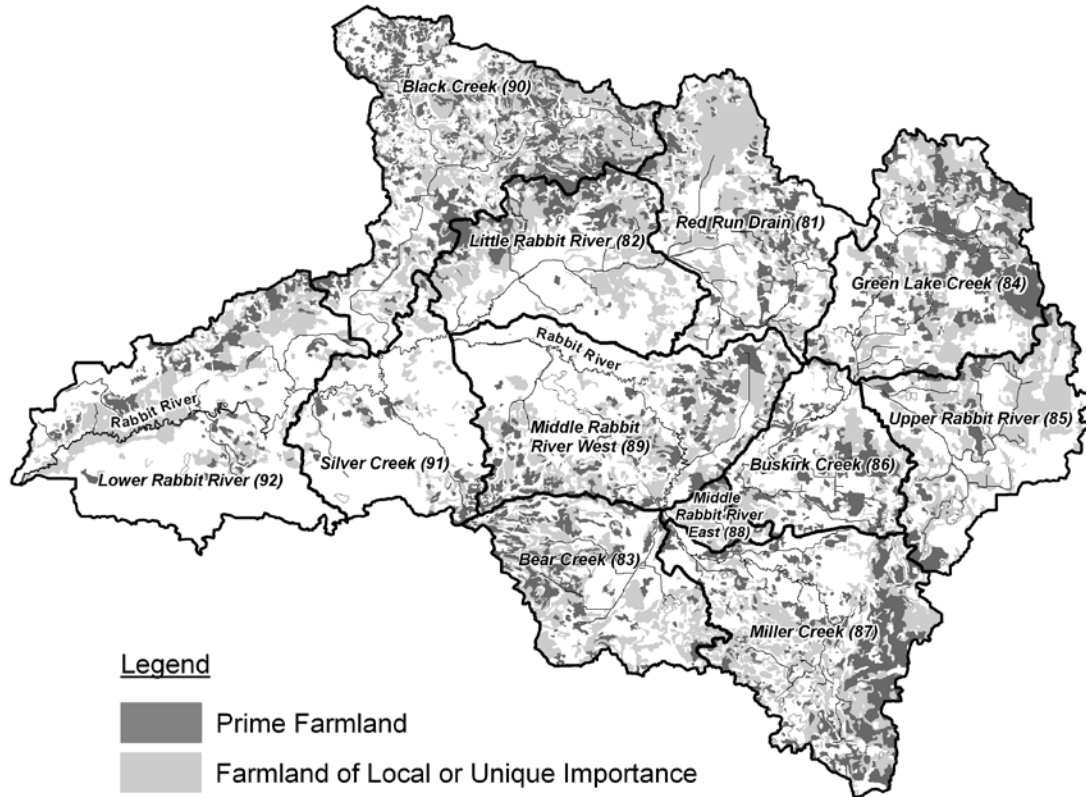 Black Creek (90)
Red Run Drain (81)
Little Rabbit River (82)
Green Lake Creek (84)
Rabbit River
Rabbit River
Upper Rabbit River (85)
Middle Rabbit
River West (89)
Silver Creek (91)
Buskirk Creek (86)
Lower Rabbit River (92)
Middle
Rabbit River
East (88)
Bear Creek (83)
Miller Creek (87)
Legend
Prime Farmland
Farmland of Local or Unique Importance